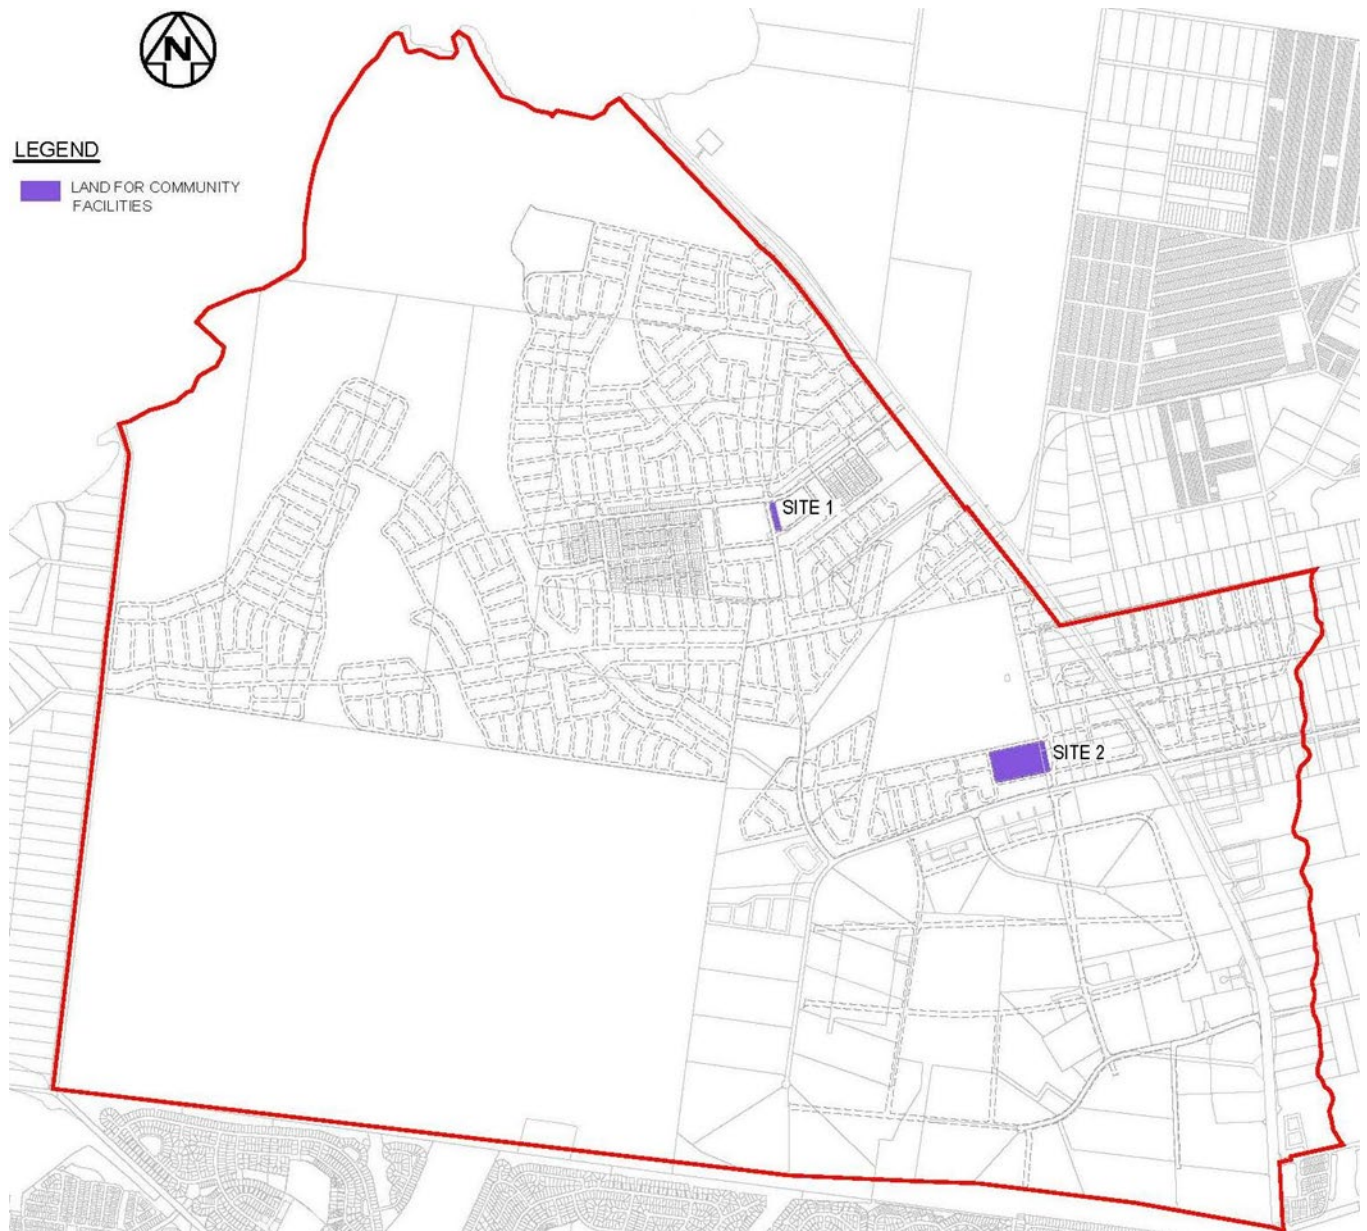 N
LEGEND
LAND FOR COMMUNITY
FACILITIES
SITE 1
SITE 2